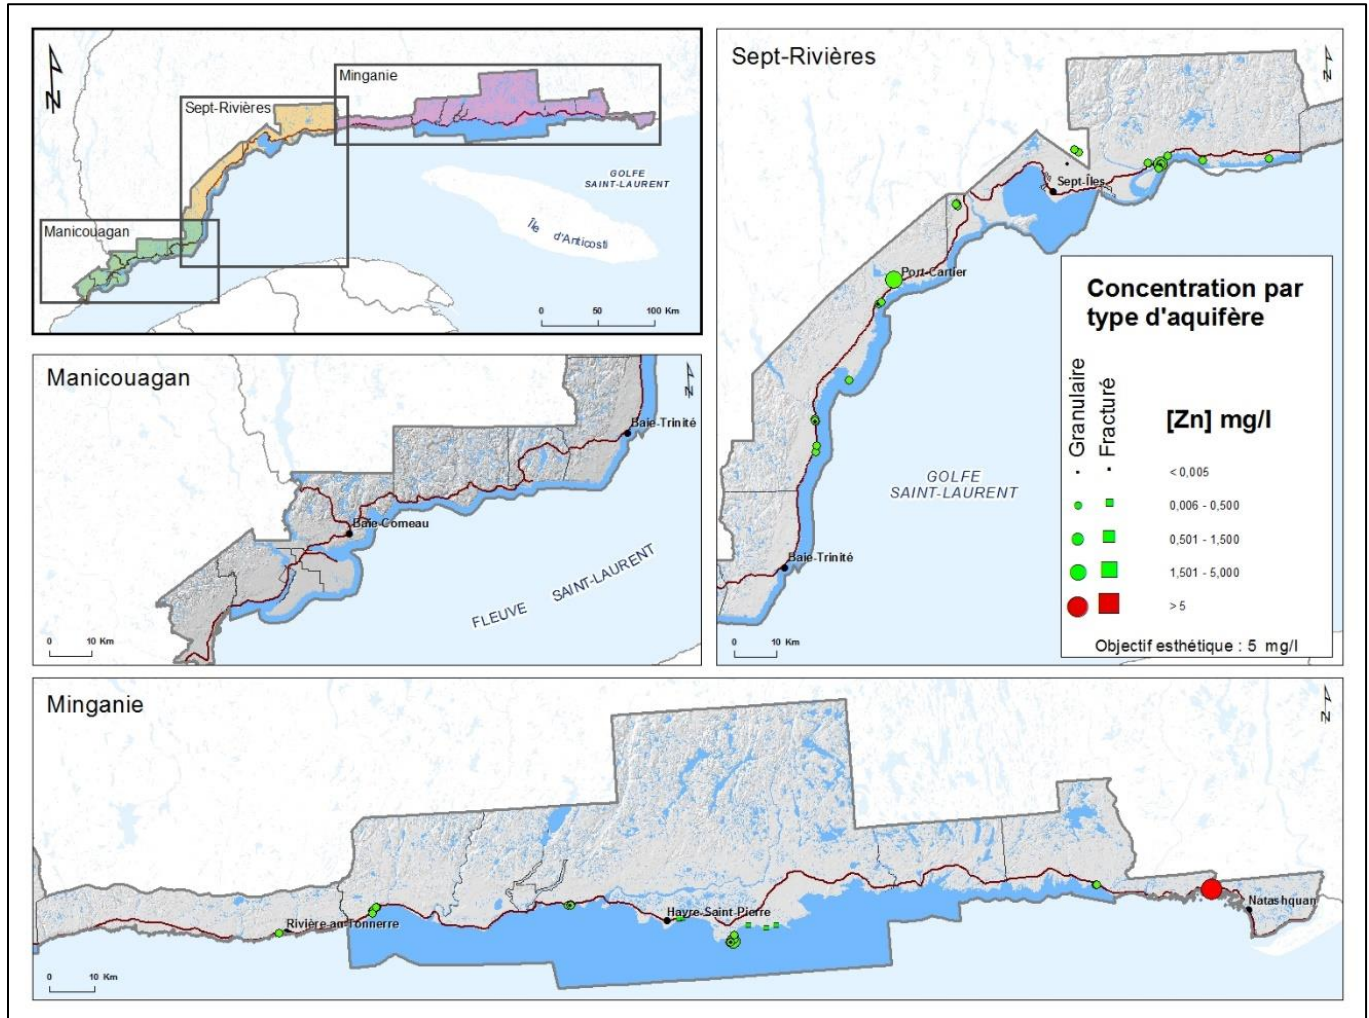 N
Minganie
Sept-Rivières
Manicouagan
GOLFE
SAINT-LAURENT
Île d'Anticosti
0 50 100 Km
Manicouagan
N
Baie-Trinité
Baie-Comeau
FLEUVE SAINT-LAURENT
0 10 Km
Sept-Rivières
N
Sept-Îles
Port-Cartier
GOLFE
SAINT-LAURENT
Baie-Trinité
0 10 Km
Concentration par
type d'aquifère
Granulaire
Fracturé
[Zn] mg/l
< 0,005
0,006 - 0,500
0,501 - 1,500
1,501 - 5,000
> 5
Objectif esthétique : 5 mg/l
Minganie
N
Rivière-au-Tonnerre
Havre-Saint-Pierre
Natashquan
0 10 Km